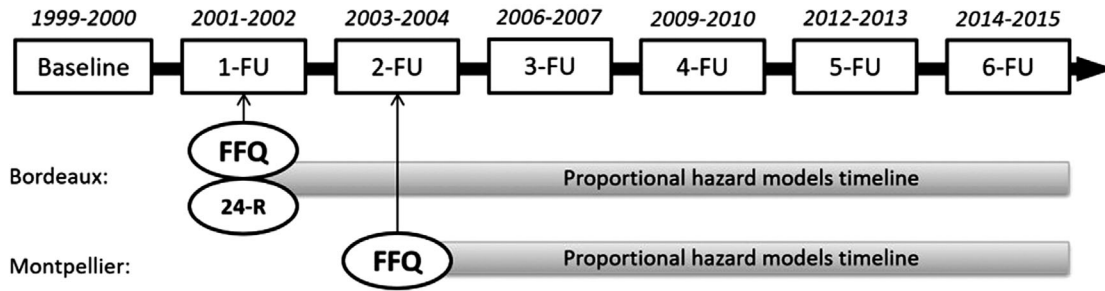 1999-2000 2001-2002 2003-2004 2006-2007 2009-2010 2012-2013 2014-2015
Baseline 1-FU 2-FU 3-FU 4-FU 5-FU 6-FU
FFQ
Bordeaux: Proportional hazard models timeline
24-R
Montpellier: FFQ Proportional hazard models timeline